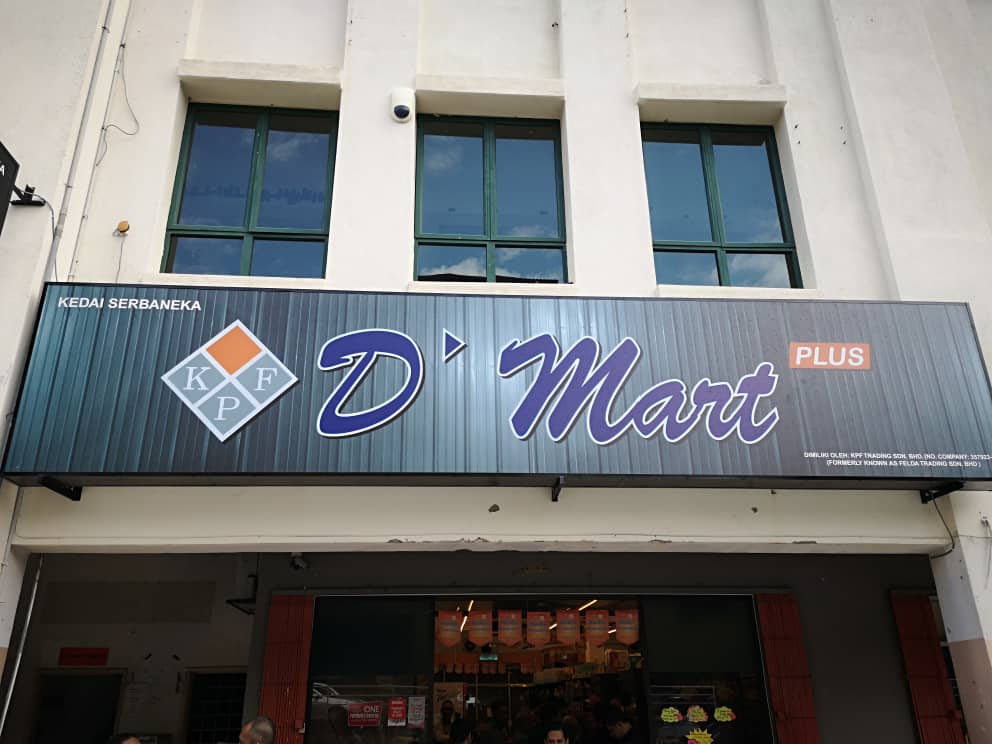 KEDAI SERBANEKA
K F
P
D' Mart PLUS
DIMILIKI OLEH: KPF TRADING SDN. BHD. (NO. COMPANY:
(FORMERLY KNOWN AS FELDA TRADING SDN. BHD )
ONE